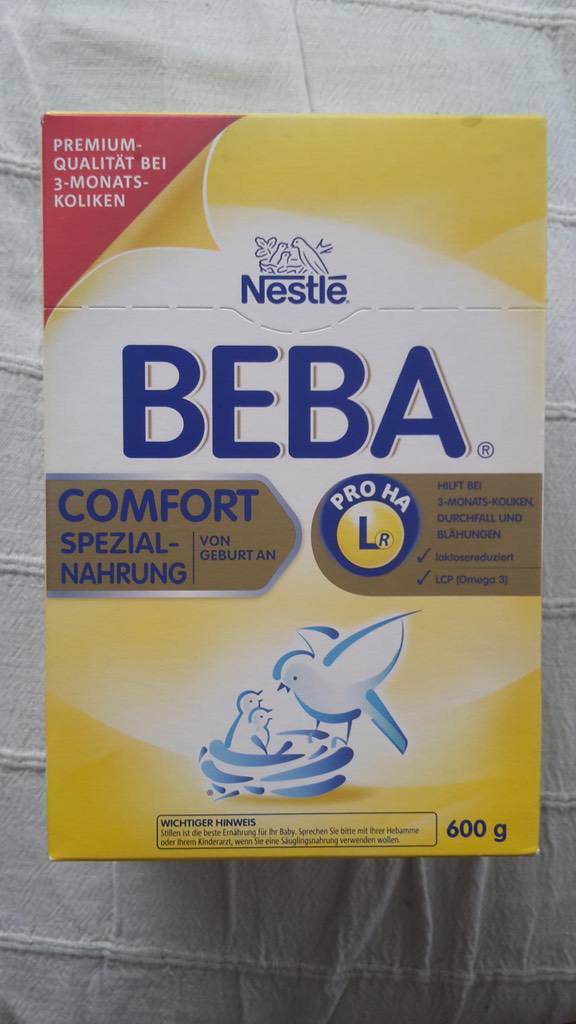 PREMIUM-
QUALITÄT BEI
3-MONATS-
KOLIKEN
Nestlé®
BEBA®
COMFORT
SPEZIAL-
NAHRUNG
VON
GEBURT AN
PRO HA
L R
HILFT BEI
3-MONATS-KOLIKEN,
DURCHFALL UND
BLÄHUNGEN
✓ laktosereduziert
✓ LCP (Omega 3)
WICHTIGER HINWEIS
Stillen ist die beste Ernährung für Ihr Baby. Sprechen Sie bitte mit Ihrer Hebamme
oder Ihrem Kinderarzt, wenn Sie eine Säuglingsnahrung verwenden wollen.
600 g